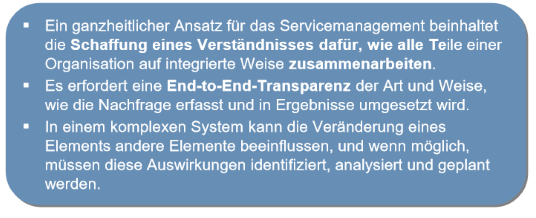 ▪ Ein ganzheitlicher Ansatz für das Servicemanagement beinhaltet
die Schaffung eines Verständnisses dafür, wie alle Teile einer
Organisation auf integrierte Weise zusammenarbeiten.
▪ Es erfordert eine End-to-End-Transparenz der Art und Weise,
wie die Nachfrage erfasst und in Ergebnisse umgesetzt wird.
▪ In einem komplexen System kann die Veränderung eines
Elements andere Elemente beeinflussen, und wenn möglich,
müssen diese Auswirkungen identifiziert, analysiert und geplant
werden.